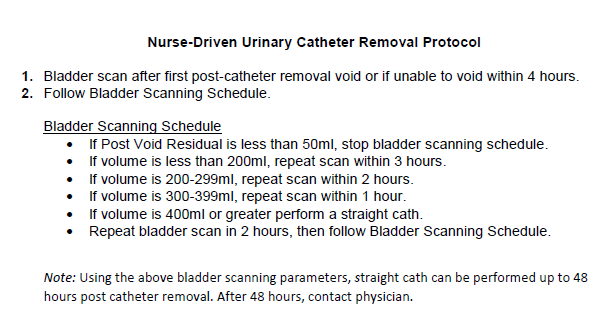 Nurse-Driven Urinary Catheter Removal Protocol
1. Bladder scan after first post-catheter removal void or if unable to void within 4 hours.
2. Follow Bladder Scanning Schedule.
Bladder Scanning Schedule
• If Post Void Residual is less than 50ml, stop bladder scanning schedule.
• If volume is less than 200ml, repeat scan within 3 hours.
• If volume is 200-299ml, repeat scan within 2 hours.
• If volume is 300-399ml, repeat scan within 1 hour.
• If volume is 400ml or greater perform a straight cath.
• Repeat bladder scan in 2 hours, then follow Bladder Scanning Schedule.
Note: Using the above bladder scanning parameters, straight cath can be performed up to 48
hours post catheter removal. After 48 hours, contact physician.